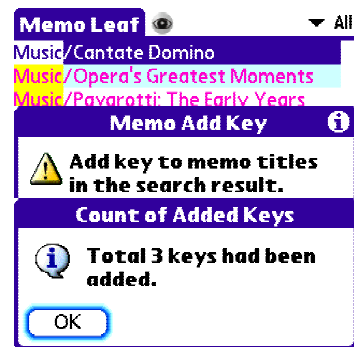 Memo Leaf All
Music/Cantate Domino
Music/Opera's Greatest Moments
Music/Pavarotti: The Early Years
Memo Add Key
Add key to memo titles
in the search result.
Count of Added Keys
Total 3 keys had been
added.
OK